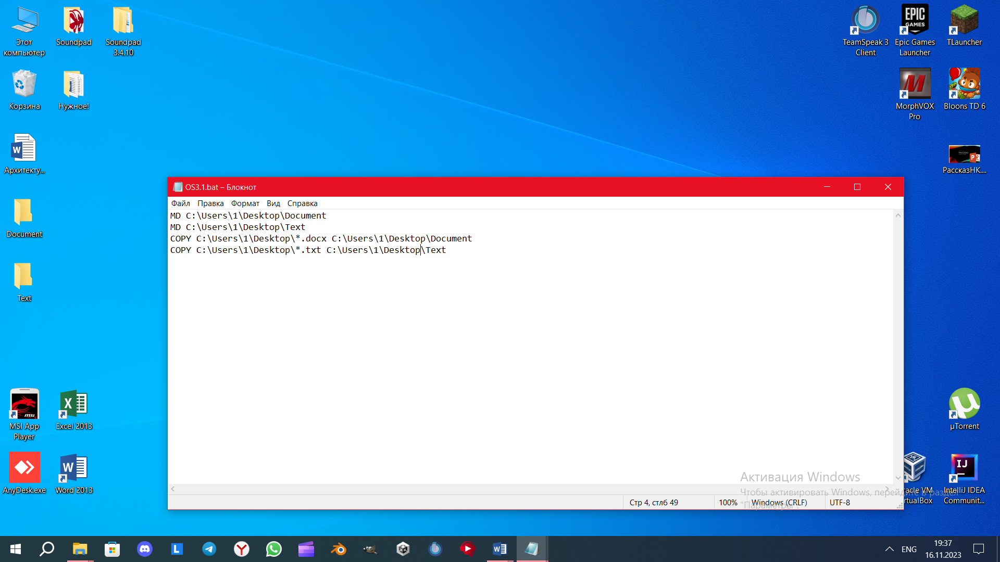 Этот
компьютер
Soundpad
Soundpad
3.4.10
Корзина
Нужное!
Архитекту...
Document
Text
MSI App
Player
Excel 2013
AnyDesk.exe
Word 2013
TeamSpeak 3
Client
EPIC
GAMES
Epic Games
Launcher
TLauncher
MorphVOX
Pro
Bloons TD 6
РассказНК....
µTorrent
racle VM
rtualBox
IntelliJ IDEA
Communit...
OS3.1.bat – Блокнот
Файл Правка Формат Вид Справка
MD C:\Users\1\Desktop\Document
MD C:\Users\1\Desktop\Text
COPY C:\Users\1\Desktop\*.docx C:\Users\1\Desktop\Document
COPY C:\Users\1\Desktop\*.txt C:\Users\1\Desktop\Text
Активация Windows
Чтобы активировать Windows, перейдите в раздел
"Параметры".
Стр 4, стлб 49
100%
Windows (CRLF)
UTF-8
ENG
19:37
16.11.2023